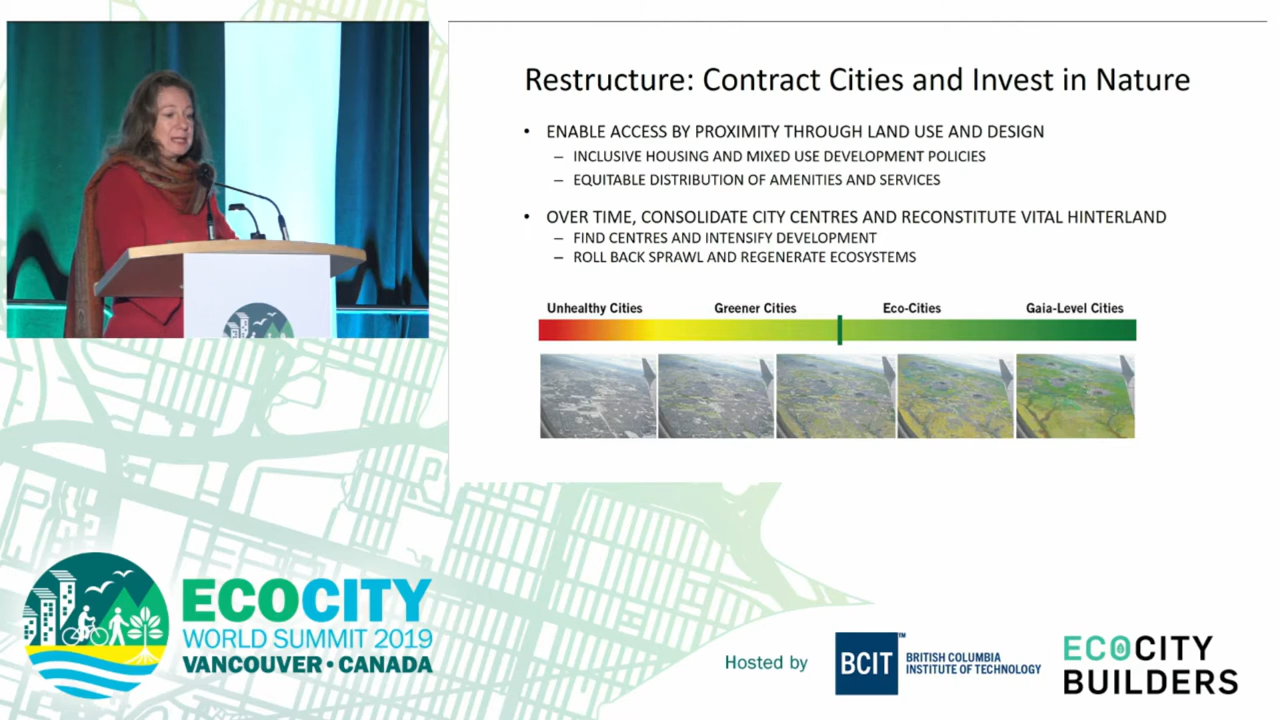 Restructure: Contract Cities and Invest in Nature
• ENABLE ACCESS BY PROXIMITY THROUGH LAND USE AND DESIGN
– INCLUSIVE HOUSING AND MIXED USE DEVELOPMENT POLICIES
– EQUITABLE DISTRIBUTION OF AMENITIES AND SERVICES
• OVER TIME, CONSOLIDATE CITY CENTRES AND RECONSTITUTE VITAL HINTERLAND
– FIND CENTRES AND INTENSIFY DEVELOPMENT
– ROLL BACK SPRAWL AND REGENERATE ECOSYSTEMS
Unhealthy Cities Greener Cities Eco-Cities Gaia-Level Cities
ECOCITY
WORLD SUMMIT 2019
VANCOUVER • CANADA
Hosted by
BCIT™
BRITISH COLUMBIA
INSTITUTE OF TECHNOLOGY
ECOCITY
BUILDERS